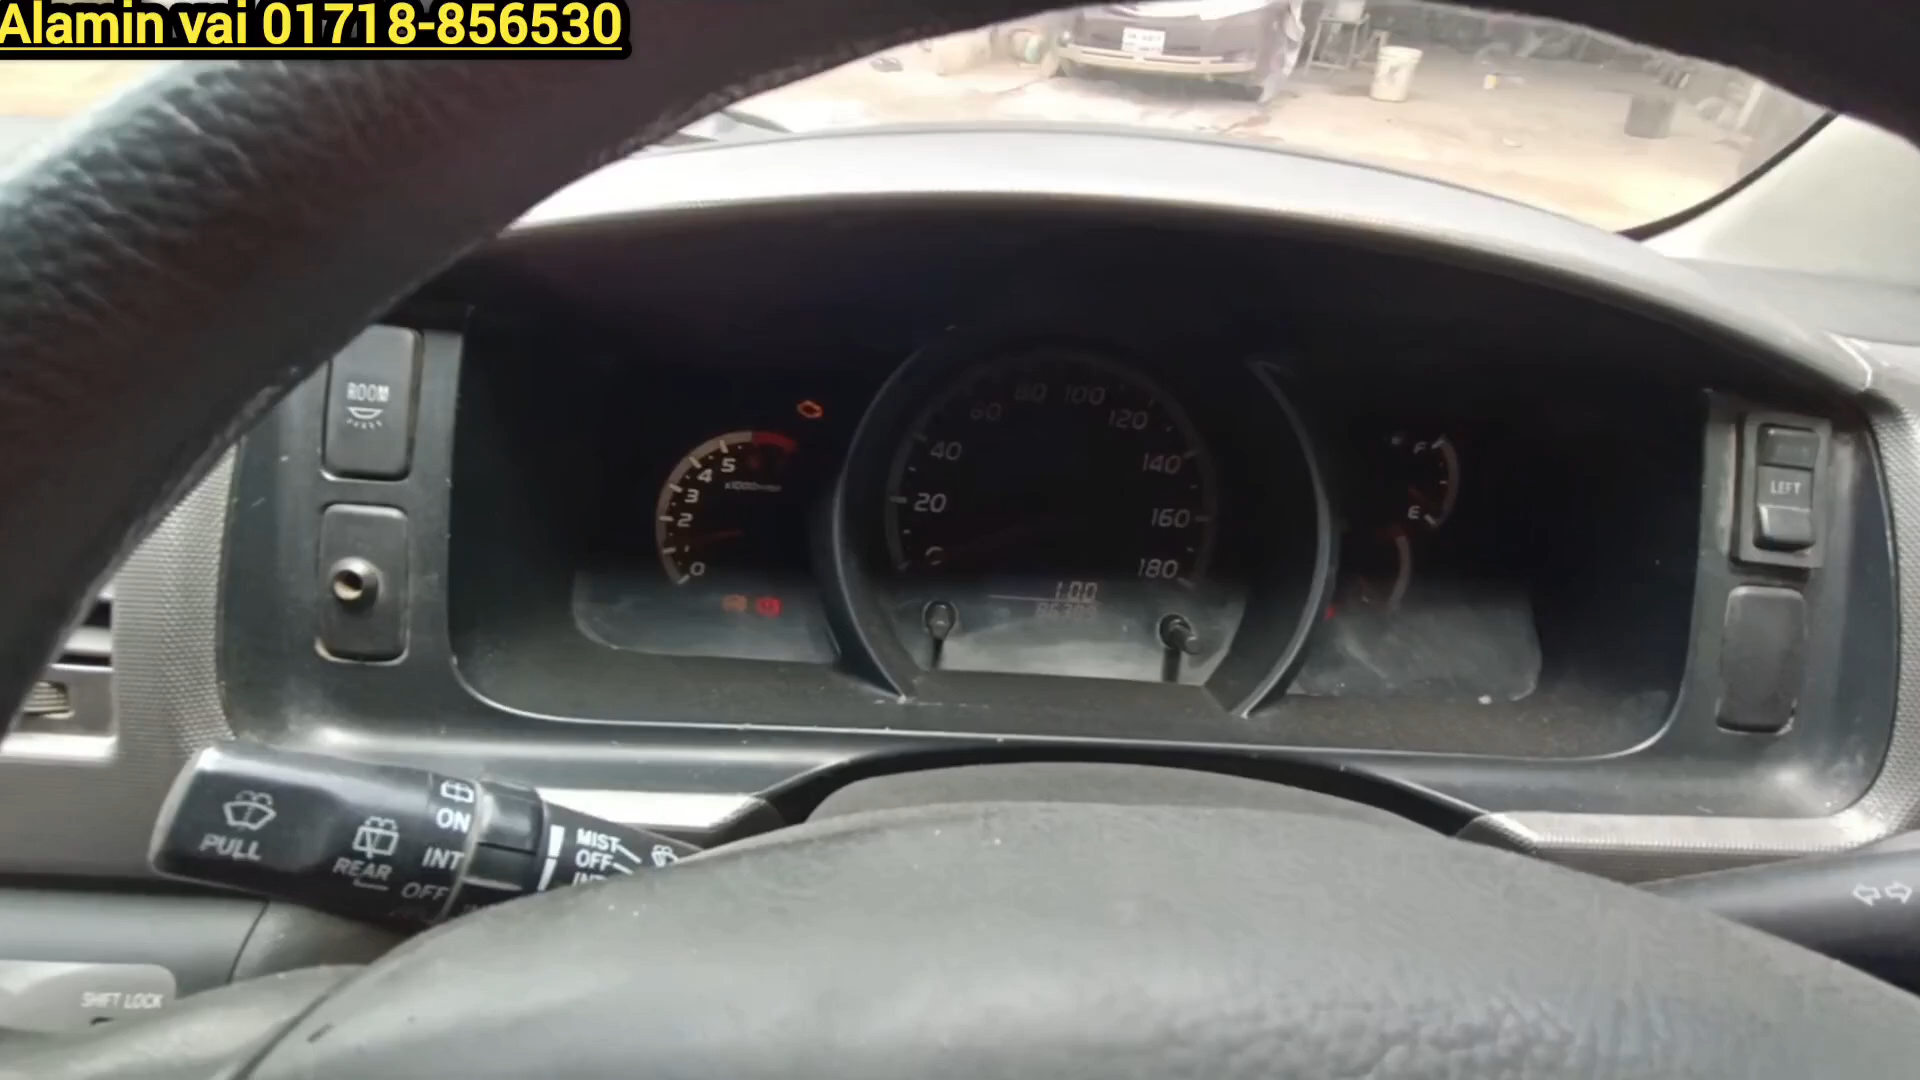 Alamin vai 01718-856530
ROOM
5
4
3
2
0
x1000r/min
20
40
60
80
100
120
140
160
180
1.00
F
E
LEFT
PULL
REAR
ON
INT
OFF
MIST
OFF
SHIFT LOCK